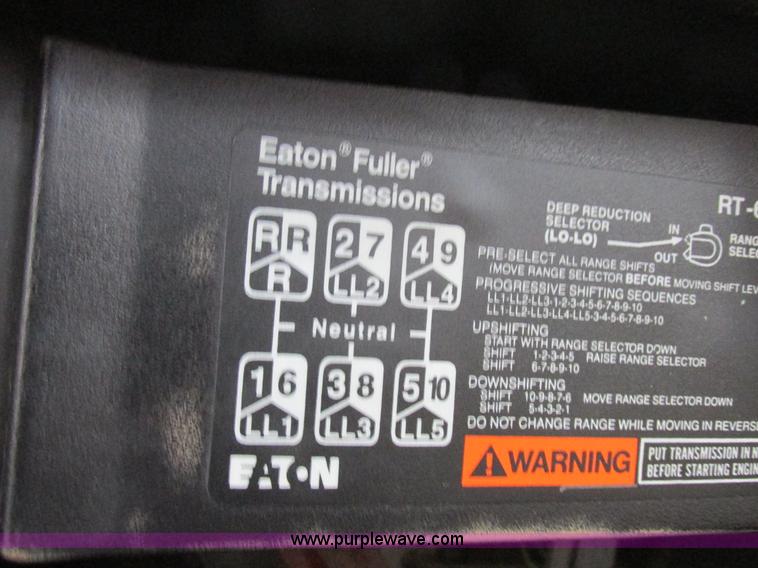 Eaton® Fuller®
Transmissions
RT-6
R R 2 7 4 9
R LL2 LL4
Neutral
1 6 3 8 5 10
LL1 LL3 LL5
EATON
DEEP REDUCTION
SELECTOR
(LO-LO)
IN
OUT
RANG
SELEC
PRE-SELECT ALL RANGE SHIFTS
(MOVE RANGE SELECTOR BEFORE MOVING SHIFT LEV
PROGRESSIVE SHIFTING SEQUENCES
LL1-LL2-LL3-1-2-3-4-5-6-7-8-9-10
LL1-LL2-LL3-LL4-LL5-3-4-5-6-7-8-9-10
UPSHIFTING
START WITH RANGE SELECTOR DOWN
SHIFT 1-2-3-4-5 RAISE RANGE SELECTOR
SHIFT 6-7-8-9-10
DOWNSHIFTING
SHIFT 10-9-8-7-6 MOVE RANGE SELECTOR DOWN
SHIFT 5-4-3-2-1
DO NOT CHANGE RANGE WHILE MOVING IN REVERSE
WARNING
PUT TRANSMISSION IN N
BEFORE STARTING ENGIN
www.purplewave.com